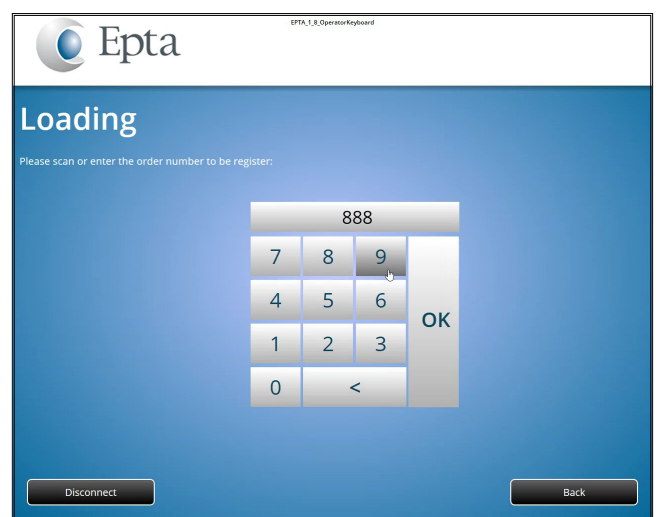 EPTA_1_8_OperatorKeyboard
Epta
Loading
Please scan or enter the order number to be register:
888
7 8 9
4 5 6
OK
1 2 3
0 <
Disconnect Back